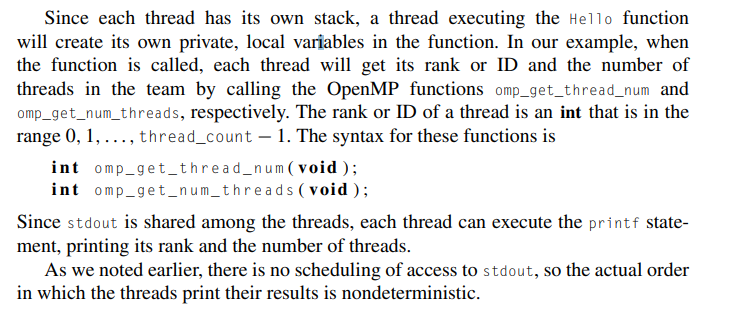 Since each thread has its own stack, a thread executing the Hello function
will create its own private, local variables in the function. In our example, when
the function is called, each thread will get its rank or ID and the number of
threads in the team by calling the OpenMP functions omp_get_thread_num and
omp_get_num_threads, respectively. The rank or ID of a thread is an int that is in the
range 0, 1, . . . , thread_count − 1. The syntax for these functions is
int omp_get_thread_num(void);
int omp_get_num_threads(void);
Since stdout is shared among the threads, each thread can execute the printf state-
ment, printing its rank and the number of threads.
As we noted earlier, there is no scheduling of access to stdout, so the actual order
in which the threads print their results is nondeterministic.